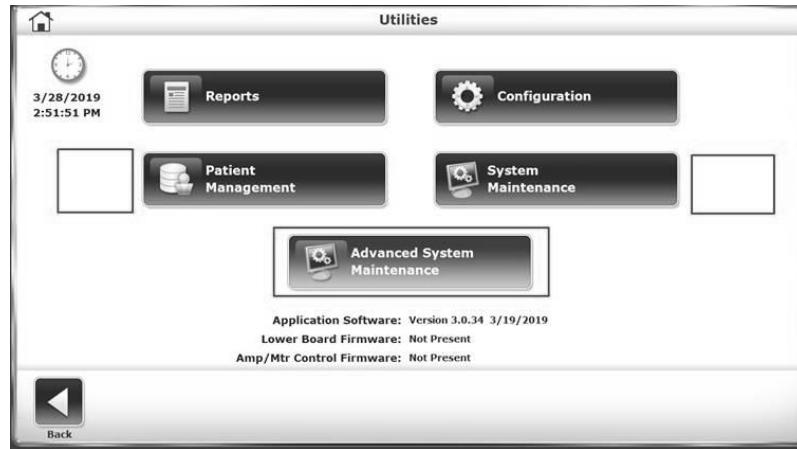 Utilities
3/28/2019
2:51:51 PM
Reports
Configuration
Patient
Management
System
Maintenance
Advanced System
Maintenance
Application Software: Version 3.0.34 3/19/2019
Lower Board Firmware: Not Present
Amp/Mtr Control Firmware: Not Present
Back